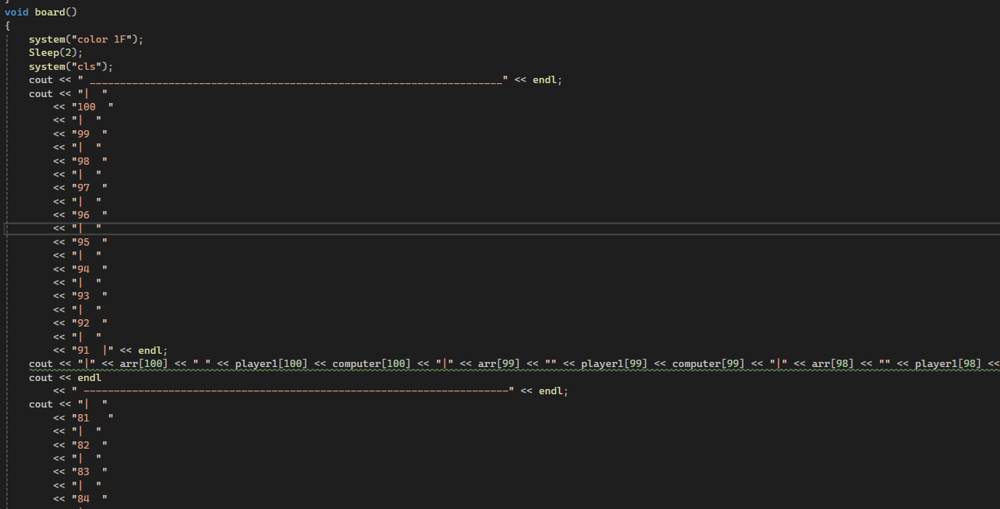 void board()
{
    system("color 1F");
    Sleep(2);
    system("cls");
    cout << " ____________________________________________________________________" << endl;
    cout << "|  "
        << "100  "
        << "|  "
        << "99  "
        << "|  "
        << "98  "
        << "|  "
        << "97  "
        << "|  "
        << "96  "
        << "|  "
        << "95  "
        << "|  "
        << "94  "
        << "|  "
        << "93  "
        << "|  "
        << "92  "
        << "|  "
        << "91  |" << endl;
    cout << "|" << arr[100] << " " << player1[100] << computer[100] << "|" << arr[99] << "" << player1[99] << computer[99] << "|" << arr[98] << "" << player1[98] <<
    cout << endl
        << " ----------------------------------------------------------------------" << endl;
    cout << "|  "
        << "81   "
        << "|  "
        << "82  "
        << "|  "
        << "83  "
        << "|  "
        << "84  "